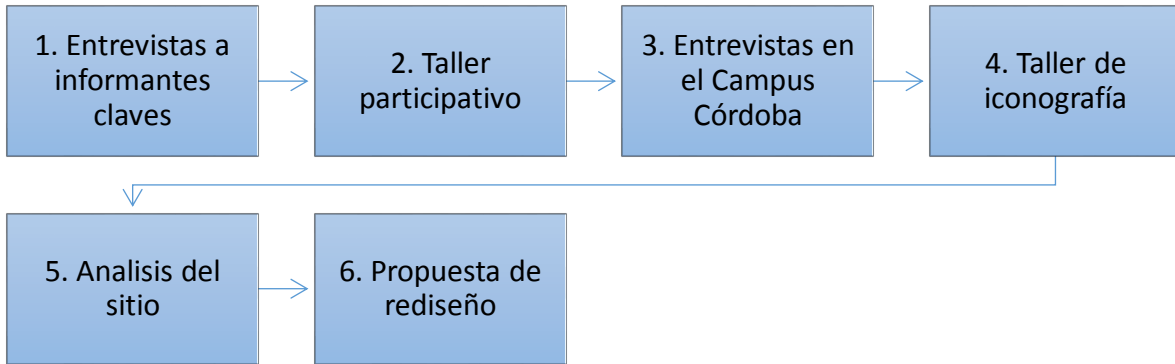 1. Entrevistas a
informantes
claves
2. Taller
participativo
3. Entrevistas en
el Campus
Córdoba
4. Taller de
iconografía
5. Analisis del
sitio
6. Propuesta de
rediseño